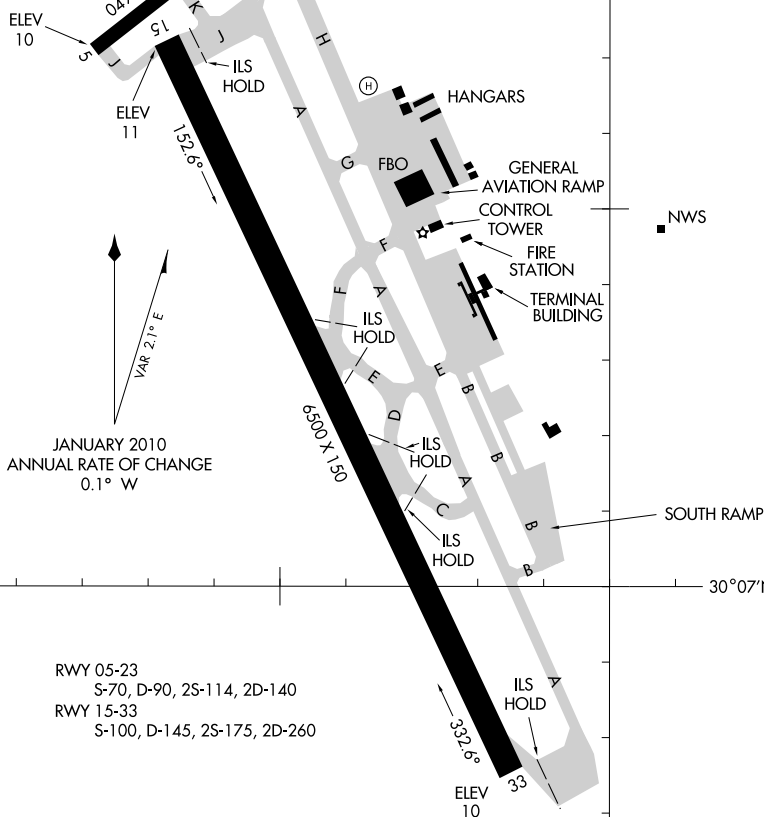 ELEV
10
5
047
15
K
J
J
ILS
HOLD
ELEV
11
152.6°
H
H
A
G
HANGARS
FBO
GENERAL
AVIATION RAMP
CONTROL
TOWER
NWS
FIRE
STATION
TERMINAL
BUILDING
F
F
A
ILS
HOLD
VAR 2.1° E
E
E
B
D
6500 X 150
ILS
HOLD
B
A
C
B
ILS
HOLD
SOUTH RAMP
B
JANUARY 2010
ANNUAL RATE OF CHANGE
0.1° W
30°07'
RWY 05-23
S-70, D-90, 2S-114, 2D-140
RWY 15-33
S-100, D-145, 2S-175, 2D-260
A
ILS
HOLD
332.6°
33
ELEV
10